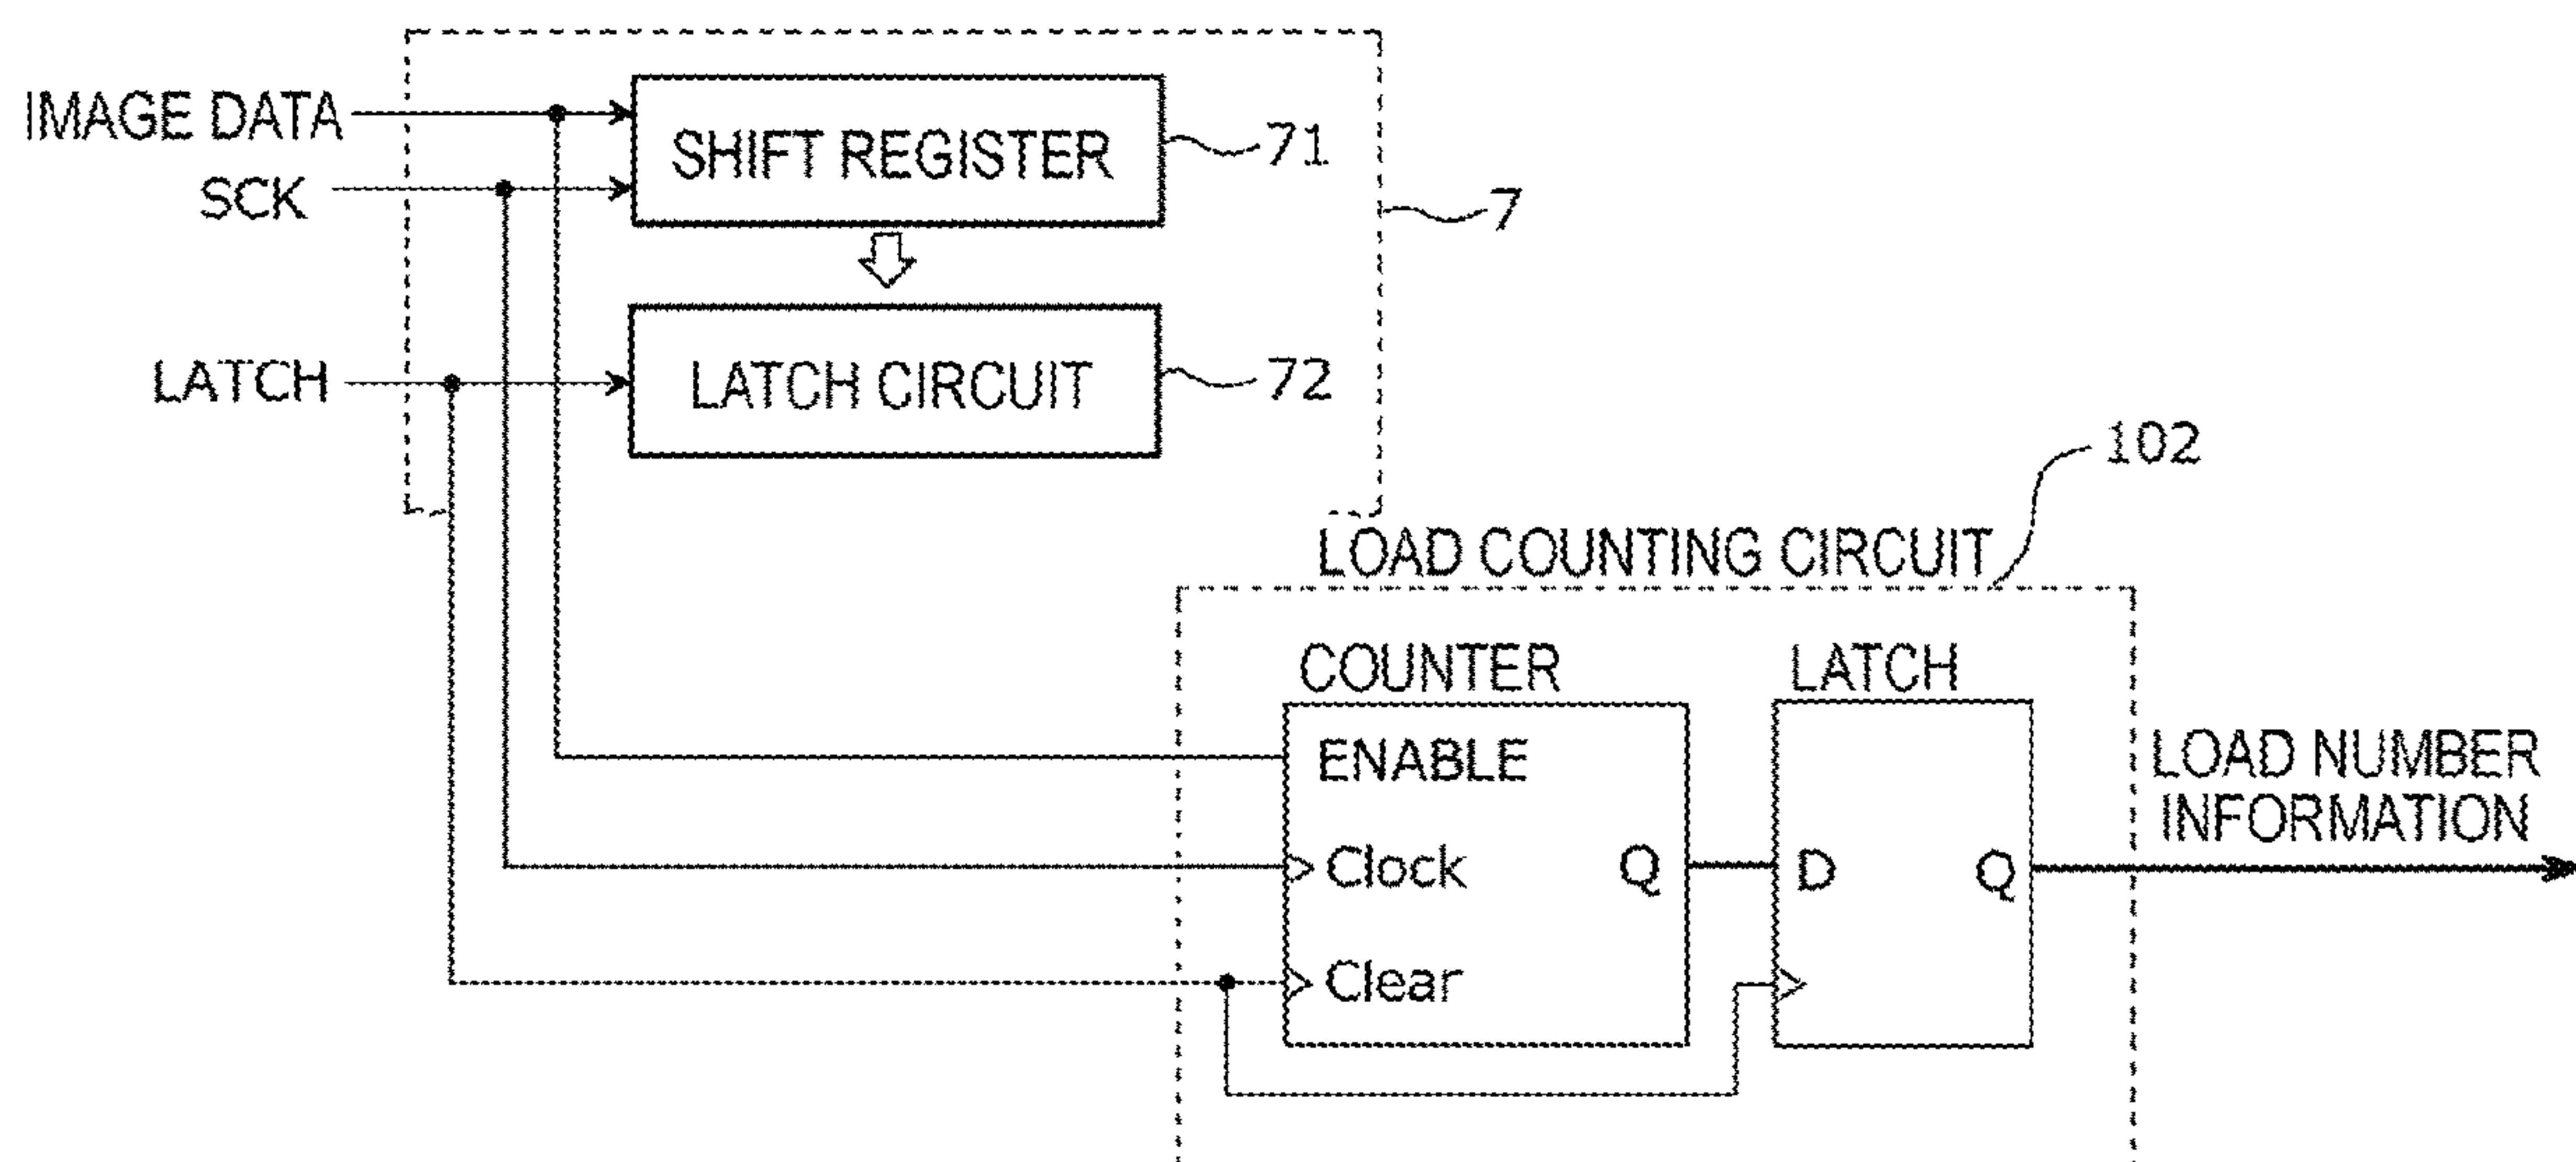 IMAGE DATA
SHIFT REGISTER
71
SCK
7
LATCH
LATCH CIRCUIT
72
102
LOAD COUNTING CIRCUIT
COUNTER
LATCH
ENABLE
LOAD NUMBER
INFORMATION
Clock
Q
D
Q
Clear